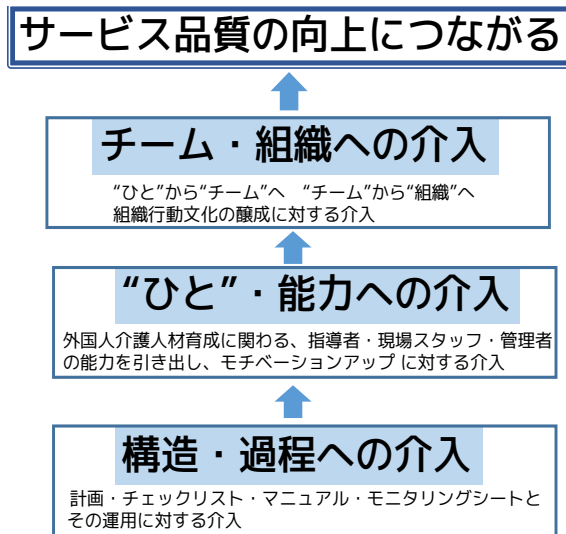 サービス品質の向上につながる
チーム・組織への介入
“ひと”から“チーム”へ　“チーム”から“組織”へ
組織行動文化の醸成に対する介入
“ひと”・能力への介入
外国人介護人材育成に関わる、指導者・現場スタッフ・管理者
の能力を引き出し、モチベーションアップ に対する介入
構造・過程への介入
計画・チェックリスト・マニュアル・モニタリングシートと
その運用に対する介入